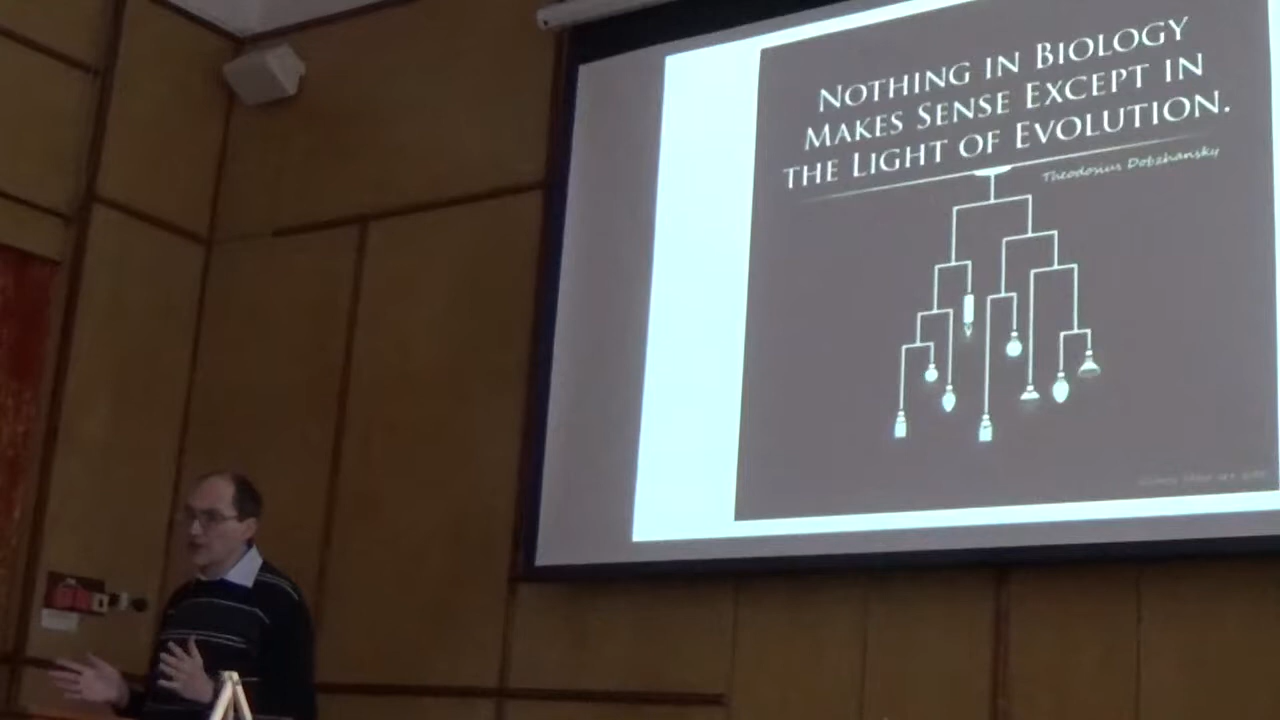 NOTHING IN BIOLOGY
MAKES SENSE EXCEPT IN
THE LIGHT OF EVOLUTION.
Theodosius Dobzhansky